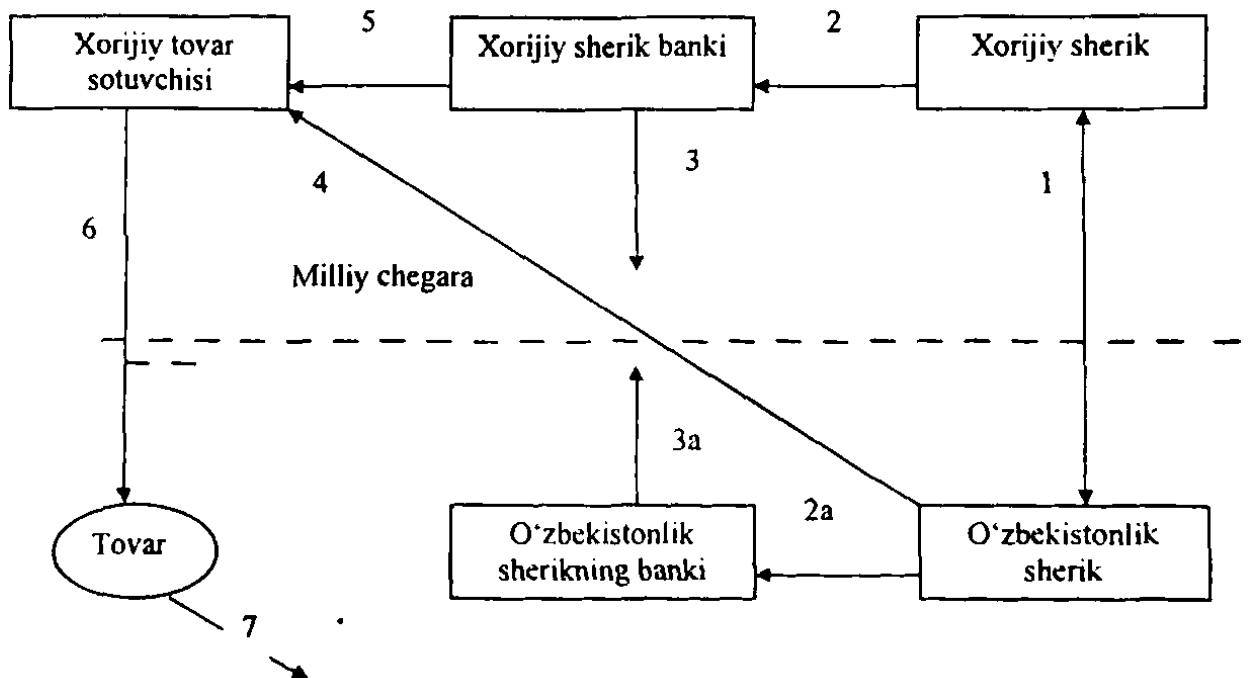 Xorijiy tovar
sotuvchisi
5
Xorijiy sherik banki
2
Xorijiy sherik
4
3
1
6
Milliy chegara
3a
Tovar
O‘zbekistonlik
sherikning banki
2a
O‘zbekistonlik
sherik
7